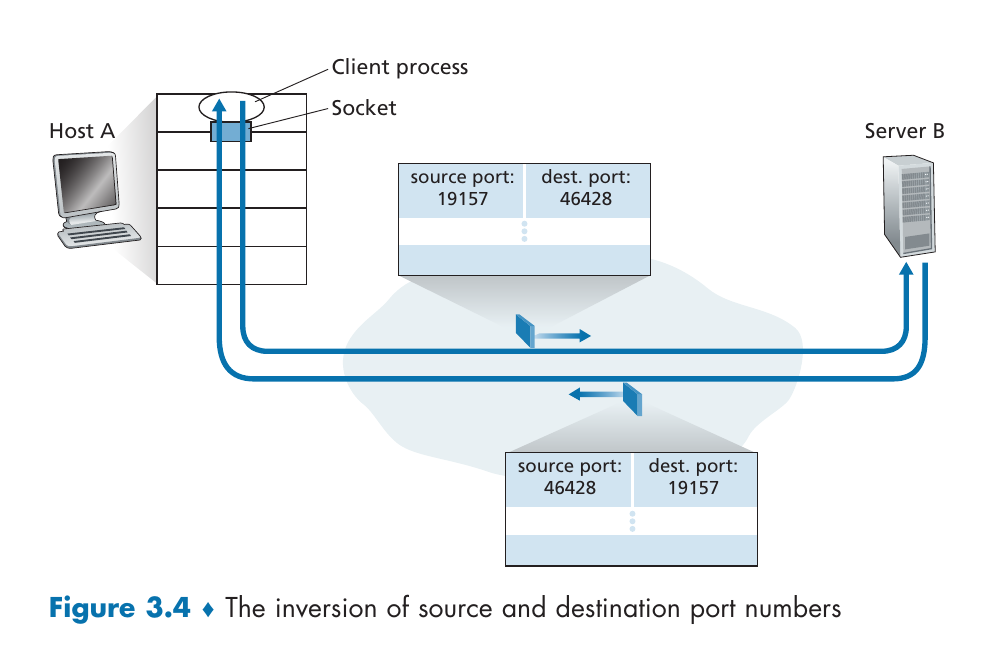 Client process
Socket
Host A
Server B
source port:
19157
dest. port:
46428
source port:
46428
dest. port:
19157
Figure 3.4 ♦ The inversion of source and destination port numbers